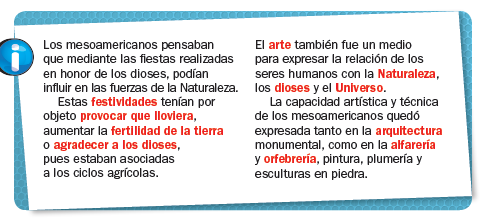 Los mesoamericanos pensaban
que mediante las fiestas realizadas
en honor de los dioses, podían
influir en las fuerzas de la Naturaleza.
Estas festividades tenían por
objeto provocar que lloviera,
aumentar la fertilidad de la tierra
o agradecer a los dioses,
pues estaban asociadas
a los ciclos agrícolas.
El arte también fue un medio
para expresar la relación de los
seres humanos con la Naturaleza,
los dioses y el Universo.
La capacidad artística y técnica
de los mesoamericanos quedó
expresada tanto en la arquitectura
monumental, como en la alfarería
y orfebrería, pintura, plumería y
esculturas en piedra.